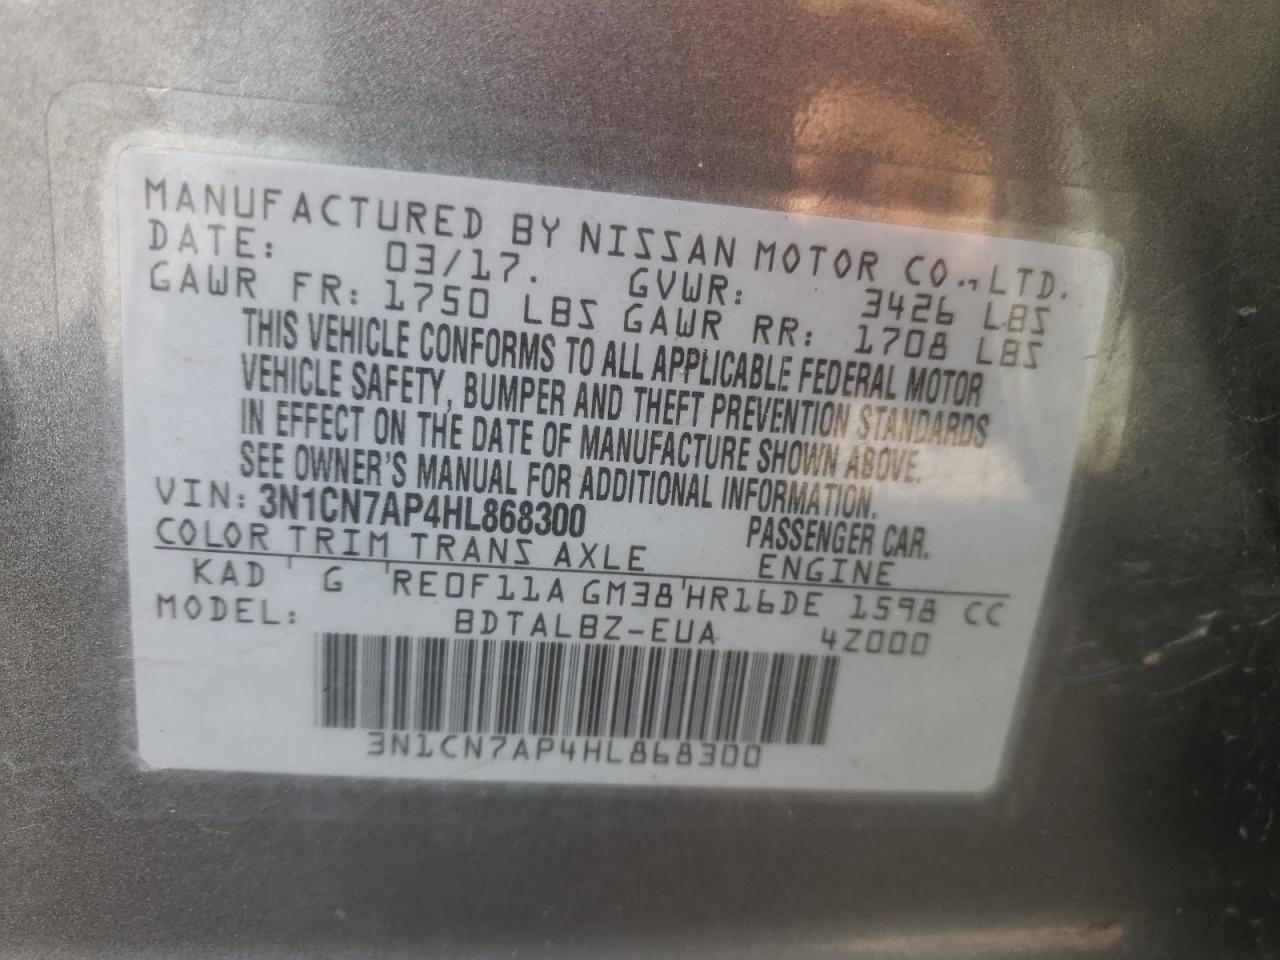 MANUFACTURED BY NISSAN MOTOR CO., LTD.
DATE: 03/17. GVWR: 3426 LBS
GAWR FR: 1750 LBS GAWR RR: 1708 LBS
THIS VEHICLE CONFORMS TO ALL APPLICABLE FEDERAL MOTOR
VEHICLE SAFETY, BUMPER AND THEFT PREVENTION STANDARDS
IN EFFECT ON THE DATE OF MANUFACTURE SHOWN ABOVE.
SEE OWNER'S MANUAL FOR ADDITIONAL INFORMATION.
VIN: 3N1CN7AP4HL868300 PASSENGER CAR.
COLOR TRIM TRANS AXLE ENGINE
KAD G RE0F11A GM38 HR16DE 1598 CC
MODEL: BDTALBZ-EUA 4Z000
3N1CN7AP4HL868300